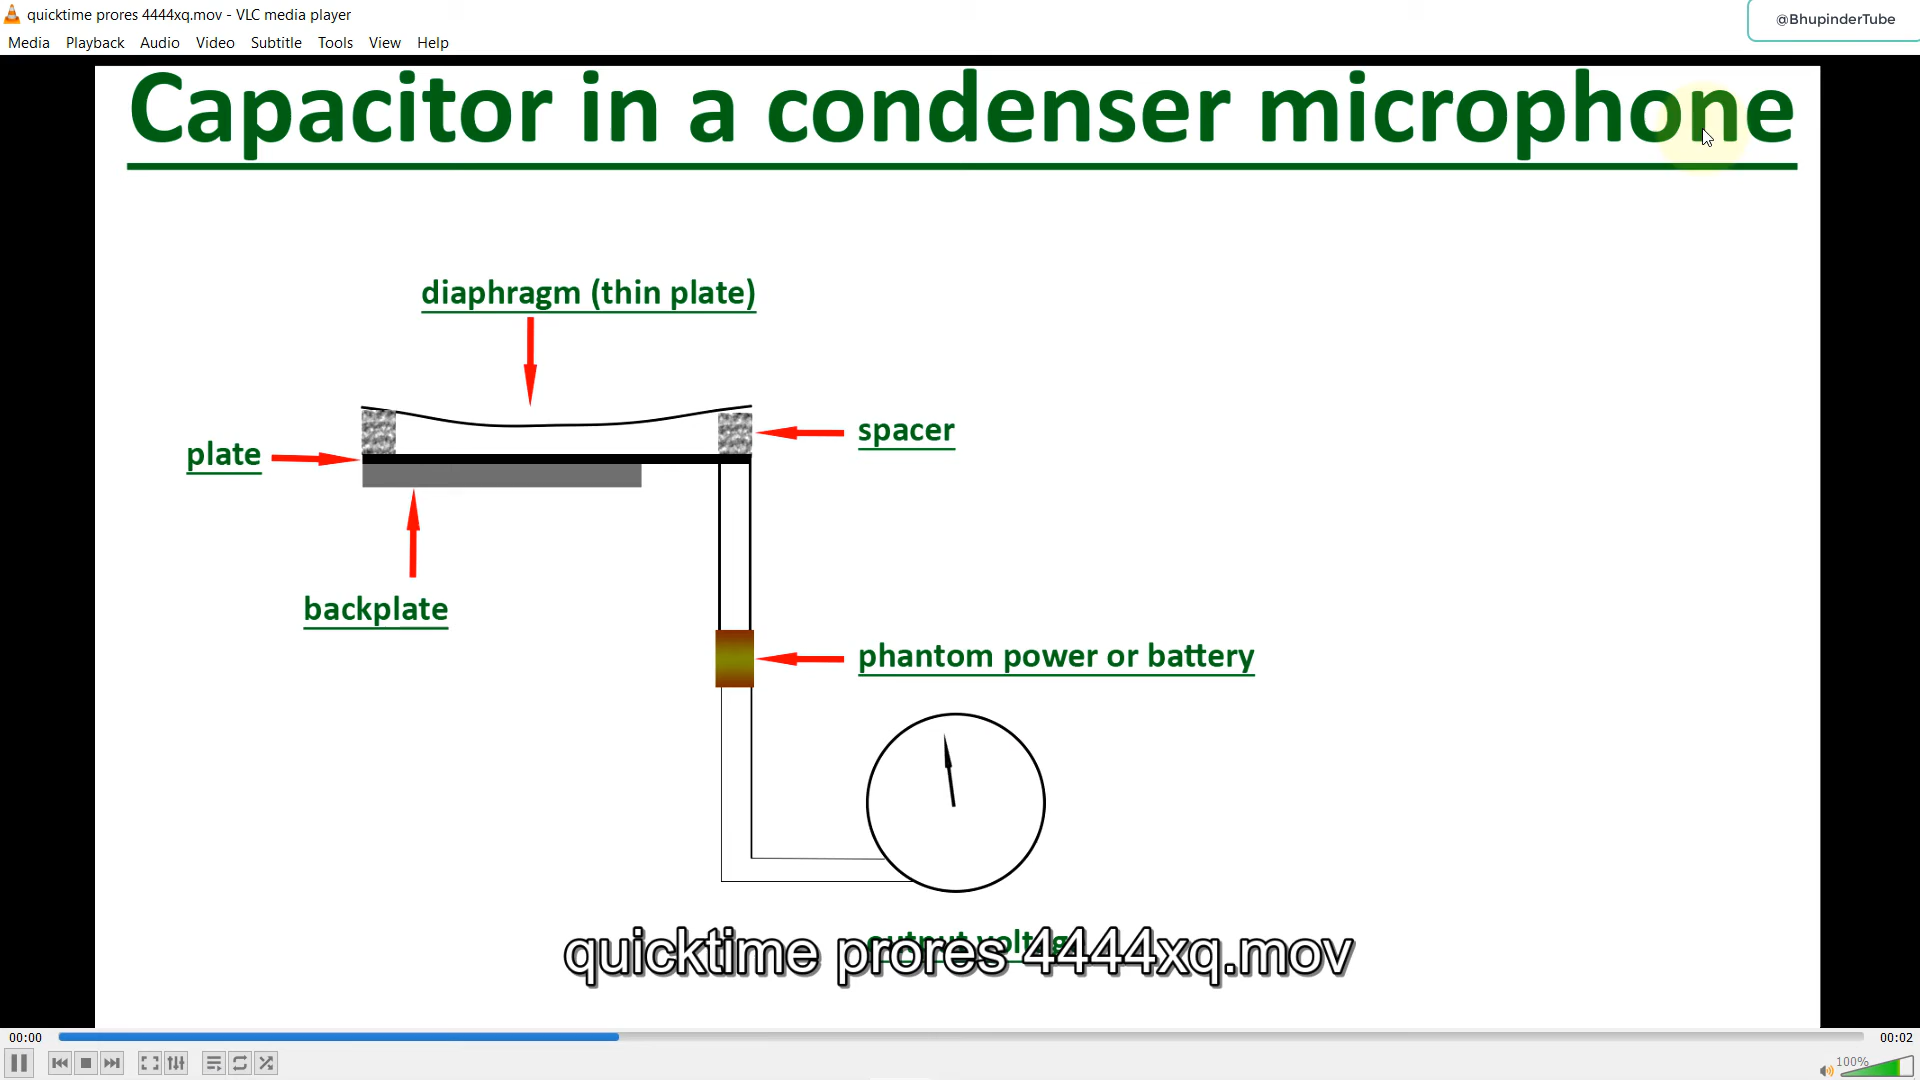 quicktime prores 4444xq.mov - VLC media player
@BhupinderTube
Media Playback Audio Video Subtitle Tools View Help
Capacitor in a condenser microphone
diaphragm (thin plate)
spacer
plate
backplate
phantom power or battery
output voltage
quicktime prores 4444xq.mov
00:00
00:02
100%